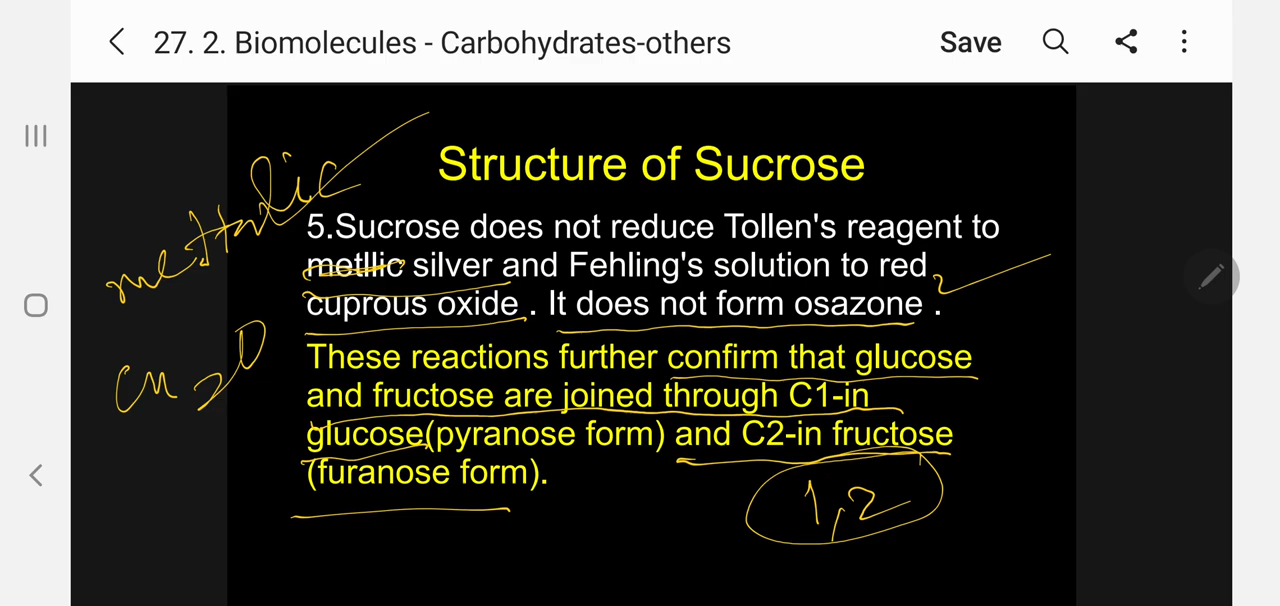 27. 2. Biomolecules - Carbohydrates-others Save
Structure of Sucrose
5.Sucrose does not reduce Tollen's reagent to
metllic silver and Fehling's solution to red
cuprous oxide . It does not form osazone .
These reactions further confirm that glucose
and fructose are joined through C1-in
glucose(pyranose form) and C2-in fructose
(furanose form).
metallic
1,2